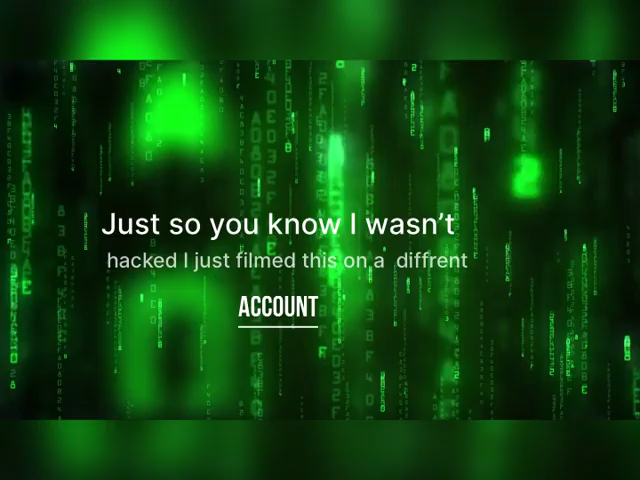 Just so you know I wasn’t
hacked I just filmed this on a diffrent
ACCOUNT